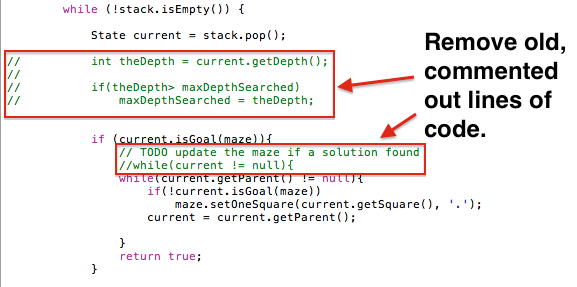 while (!stack.isEmpty()) {
State current = stack.pop();
// int theDepth = current.getDepth();
//
// if(theDepth> maxDepthSearched)
// maxDepthSearched = theDepth;
Remove old,
commented
out lines of
code.
if (current.isGoal(maze)){
// TODO update the maze if a solution found
//while(current != null){
while(current.getParent() != null){
if(!current.isGoal(maze))
maze.setOneSquare(current.getSquare(), '.');
current = current.getParent();
}
return true;
}